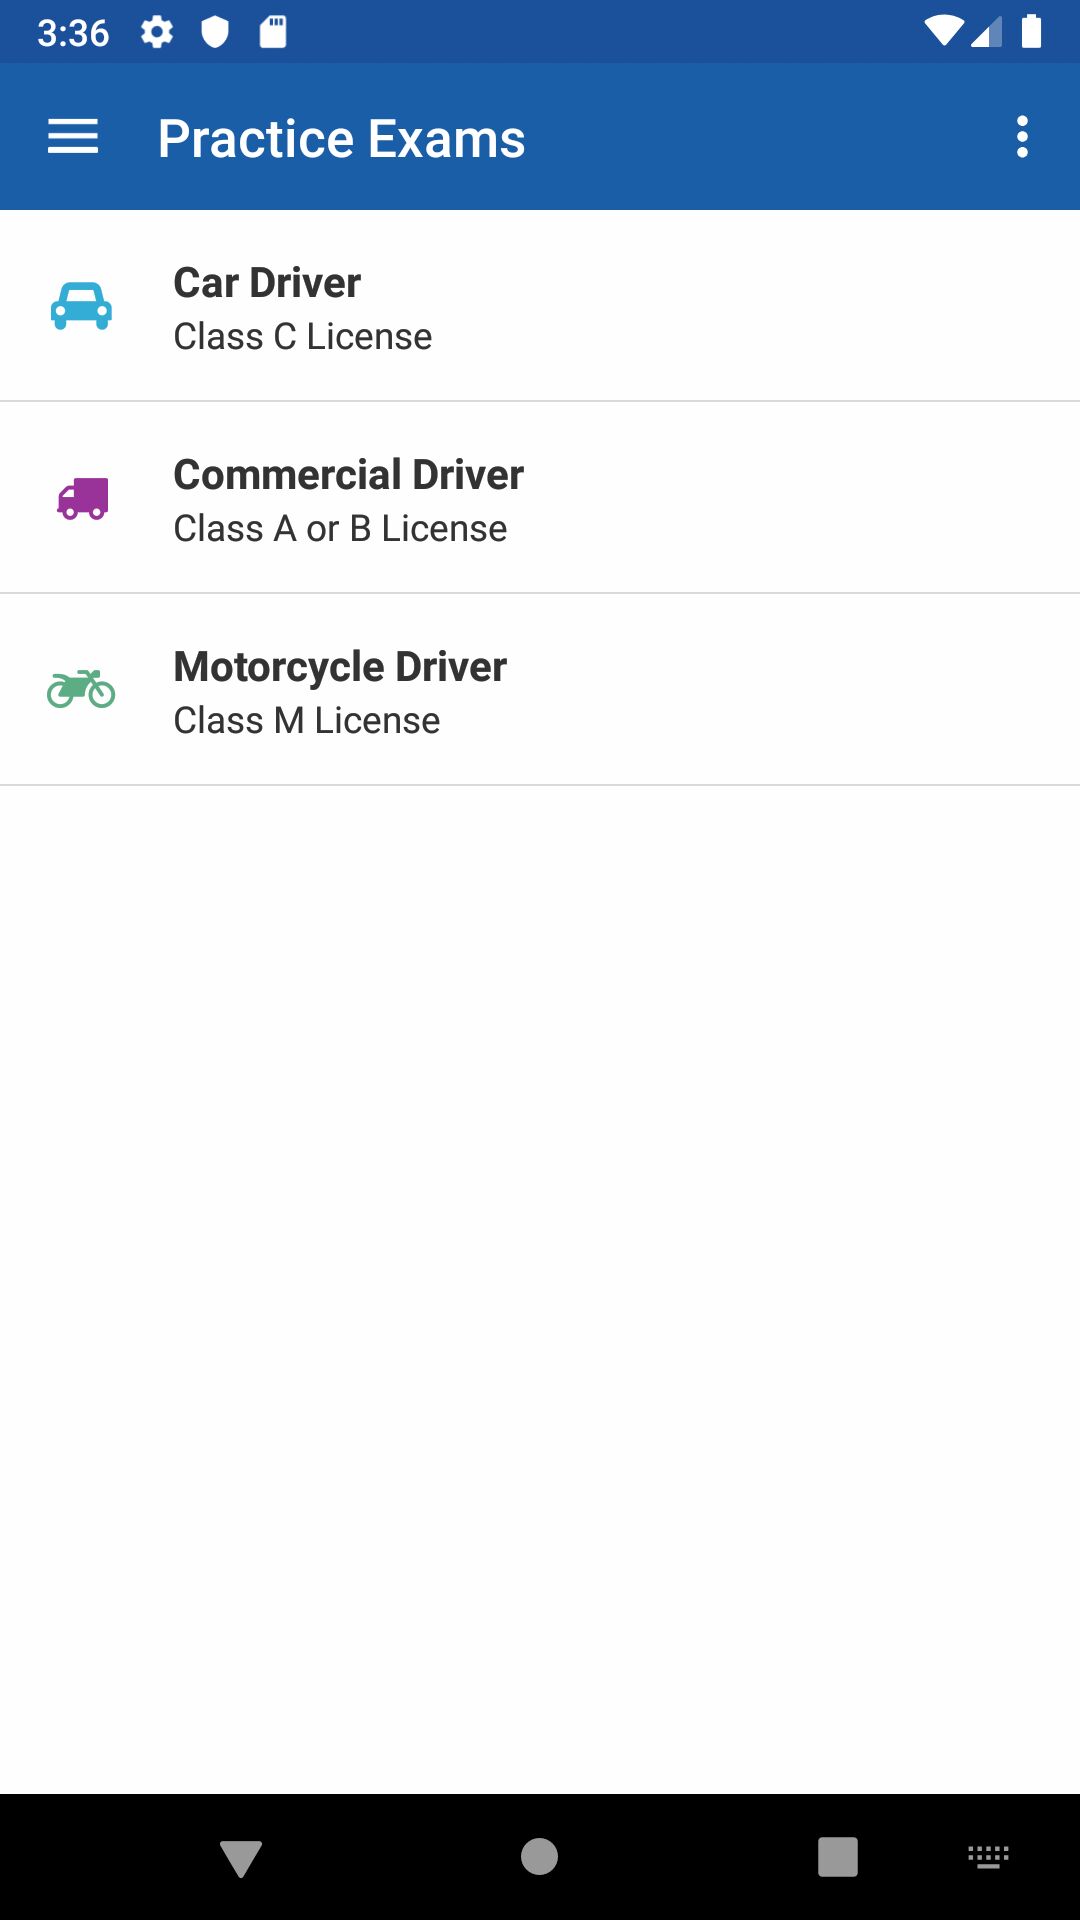 3:36
Practice Exams
Car Driver
Class C License
Commercial Driver
Class A or B License
Motorcycle Driver
Class M License